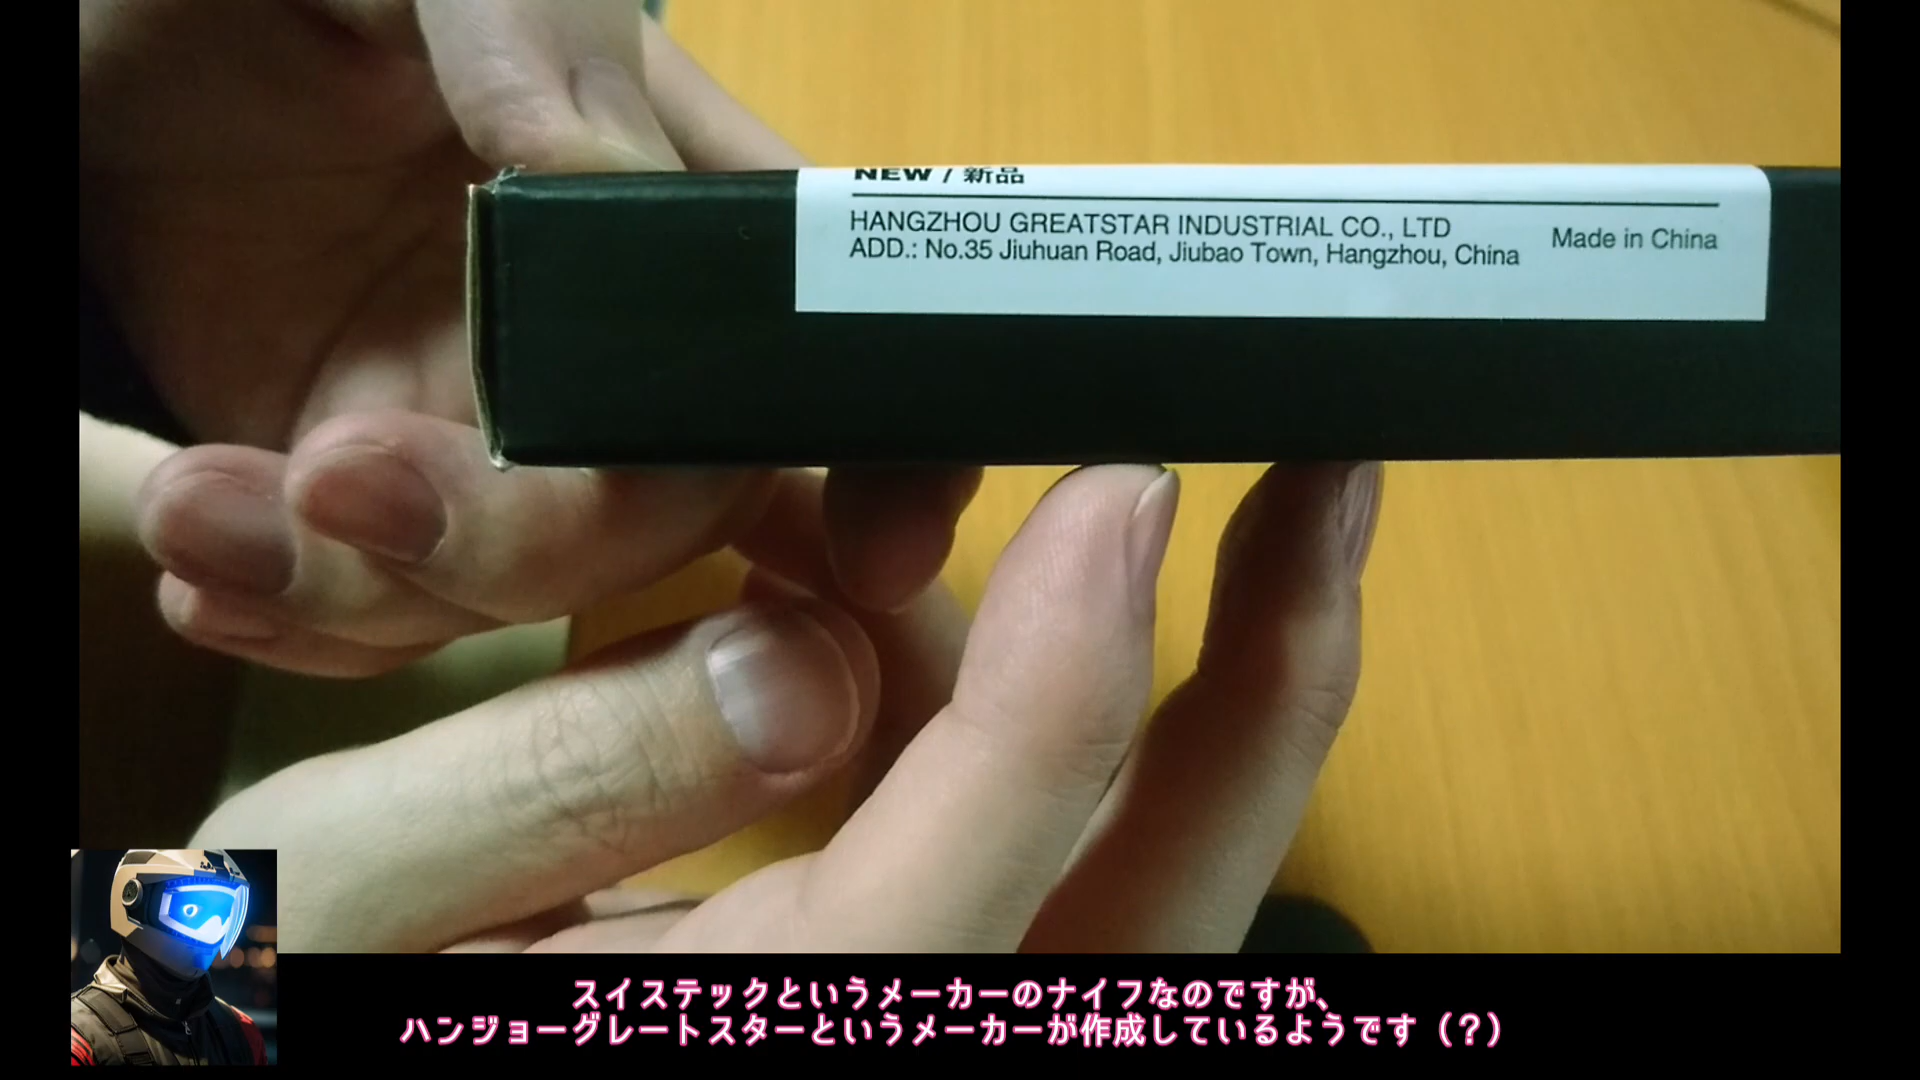 NEW / 新品
HANGZHOU GREATSTAR INDUSTRIAL CO., LTD
ADD.: No.35 Jiuhuan Road, Jiubao Town, Hangzhou, China
Made in China
スイステックというメーカーのナイフなのですが、
ハンジョーグレートスターというメーカーが作成しているようです（？）